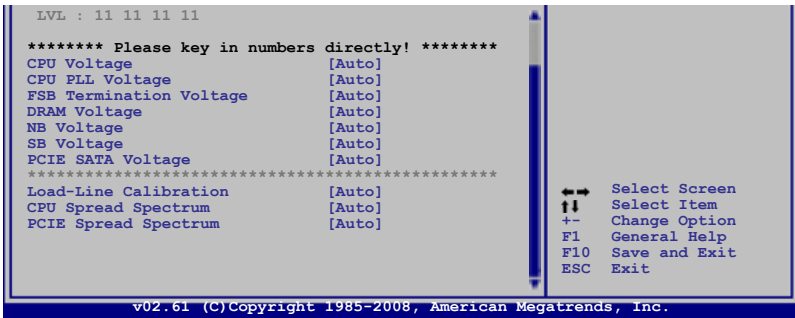 LVL : 11 11 11 11
******** Please key in numbers directly! ********
CPU Voltage [Auto]
CPU PLL Voltage [Auto]
FSB Termination Voltage [Auto]
DRAM Voltage [Auto]
NB Voltage [Auto]
SB Voltage [Auto]
PCIE SATA Voltage [Auto]
*************************************************
Load-Line Calibration [Auto]
CPU Spread Spectrum [Auto]
PCIE Spread Spectrum [Auto]
←→ Select Screen
↑↓ Select Item
+- Change Option
F1 General Help
F10 Save and Exit
ESC Exit
v02.61 (C)Copyright 1985-2008, American Megatrends, Inc.